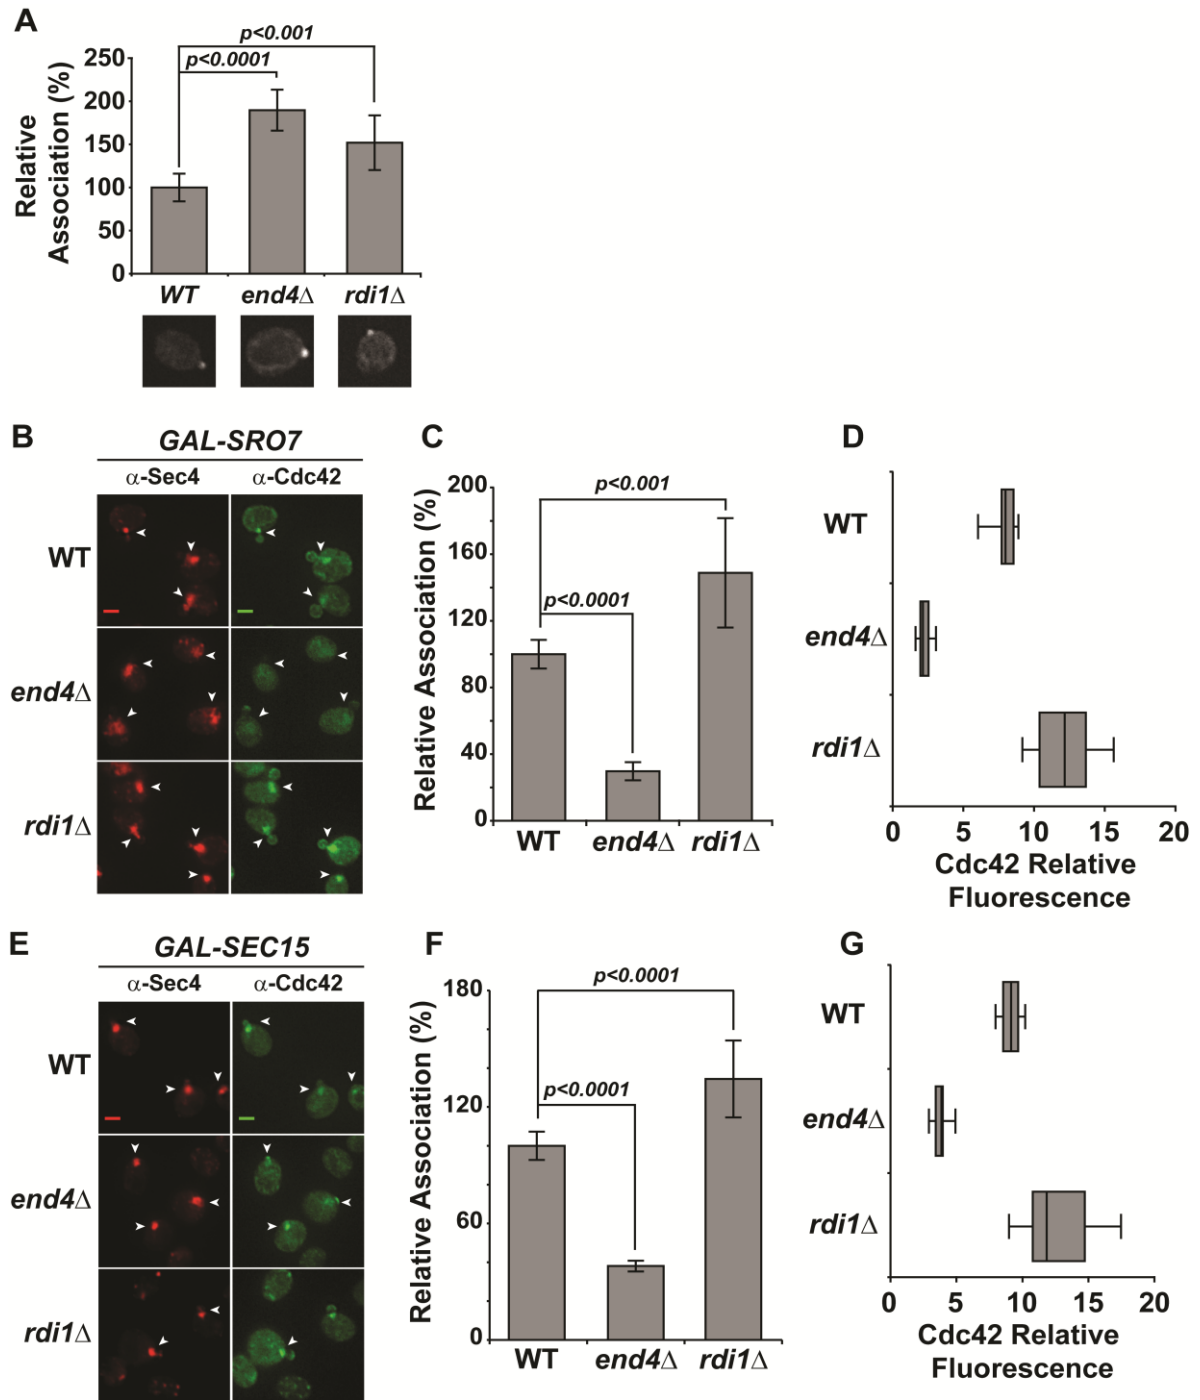 A
p<0.001
p<0.0001
Relative
Association (%)
250
200
150
100
50
0
WT end4Δ rdi1Δ
B
GAL-SRO7
α-Sec4 α-Cdc42
WT
end4Δ
rdi1Δ
C
p<0.001
p<0.0001
Relative Association (%)
200
160
120
80
40
0
WT end4Δ rdi1Δ
D
WT
end4Δ
rdi1Δ
0 5 10 15 20
Cdc42 Relative
Fluorescence
E
GAL-SEC15
α-Sec4 α-Cdc42
WT
end4Δ
rdi1Δ
F
p<0.0001
p<0.0001
Relative Association (%)
180
120
60
0
WT end4Δ rdi1Δ
G
WT
end4Δ
rdi1Δ
0 5 10 15 20
Cdc42 Relative
Fluorescence